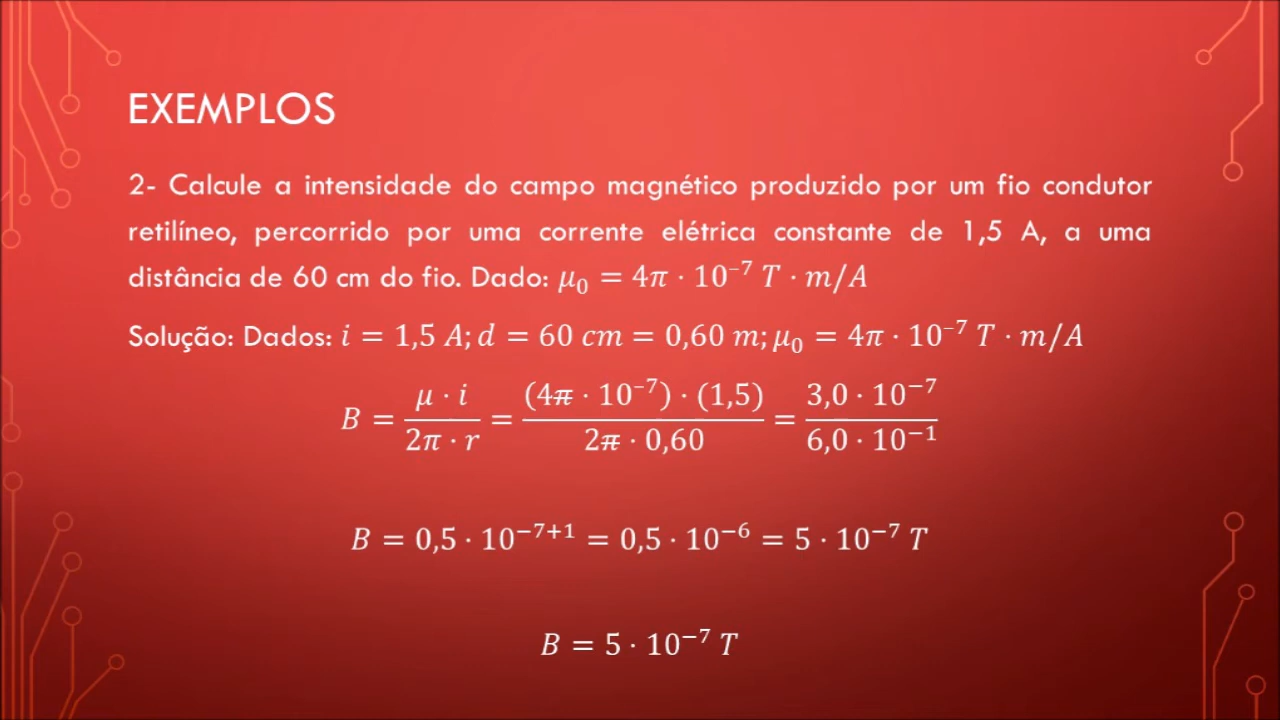 EXEMPLOS
2- Calcule a intensidade do campo magnético produzido por um fio condutor
retilíneo, percorrido por uma corrente elétrica constante de 1,5 A, a uma
distância de 60 cm do fio. Dado: μ₀ = 4π · 10⁻⁷ T · m/A
Solução: Dados: i = 1,5 A; d = 60 cm = 0,60 m; μ₀ = 4π · 10⁻⁷ T · m/A
B = (μ · i)/(2π · r) = ((4π · 10⁻⁷) · (1,5))/(2π · 0,60) = (3,0 · 10⁻⁷)/(6,0 · 10⁻¹)
B = 0,5 · 10⁻⁷⁺¹ = 0,5 · 10⁻⁶ = 5 · 10⁻⁷ T
B = 5 · 10⁻⁷ T